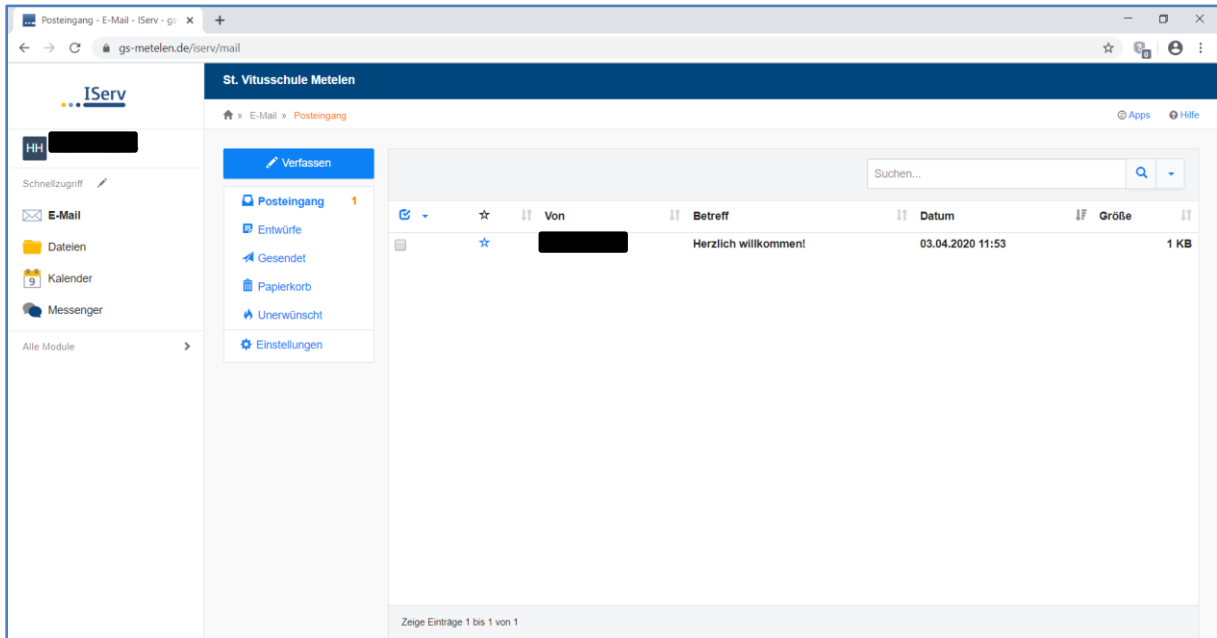 Posteingang - E-Mail - IServ - gs-
gs-metelen.de/iserv/mail
0
IServ
St. Vitusschule Metelen
» E-Mail » Posteingang
Apps
Hilfe
HH
Schnellzugriff
E-Mail
Dateien
9
Kalender
Messenger
Alle Module
Verfassen
Posteingang 1
Entwürfe
Gesendet
Papierkorb
Unerwünscht
Einstellungen
Suchen...
Von Betreff Datum Größe
Herzlich willkommen! 03.04.2020 11:53 1 KB
Zeige Einträge 1 bis 1 von 1